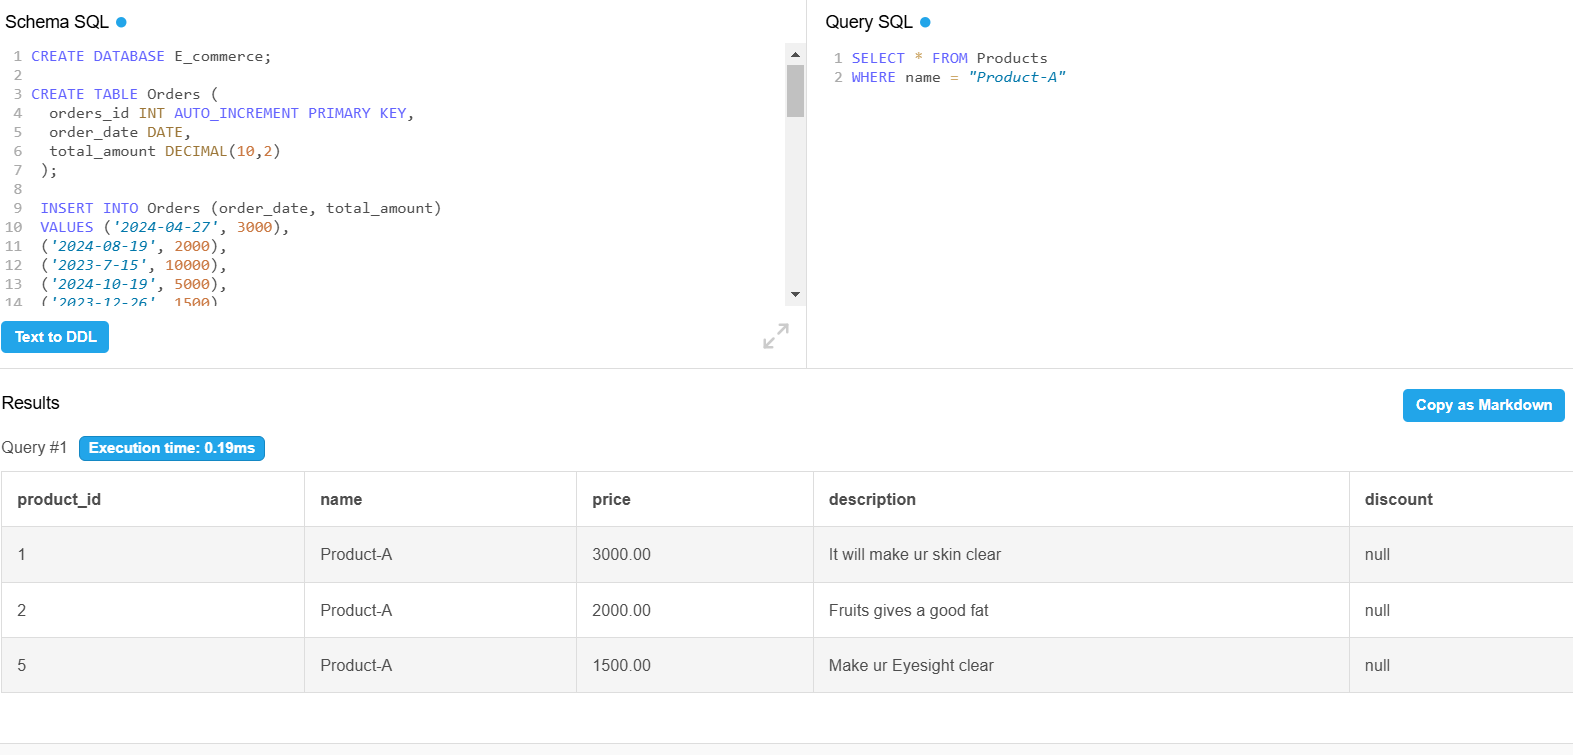 Schema SQL
1 CREATE DATABASE E_commerce;
2
3 CREATE TABLE Orders (
4 orders_id INT AUTO_INCREMENT PRIMARY KEY,
5 order_date DATE,
6 total_amount DECIMAL(10,2)
7 );
8
9 INSERT INTO Orders (order_date, total_amount)
10 VALUES ('2024-04-27', 3000),
11 ('2024-08-19', 2000),
12 ('2023-7-15', 10000),
13 ('2024-10-19', 5000),
14 ('2023-12-26', 1500)
Text to DDL
Query SQL
1 SELECT * FROM Products
2 WHERE name = "Product-A"
Results
Copy as Markdown
Query #1 Execution time: 0.19ms
product_id name price description discount
1 Product-A 3000.00 It will make ur skin clear null
2 Product-A 2000.00 Fruits gives a good fat null
5 Product-A 1500.00 Make ur Eyesight clear null